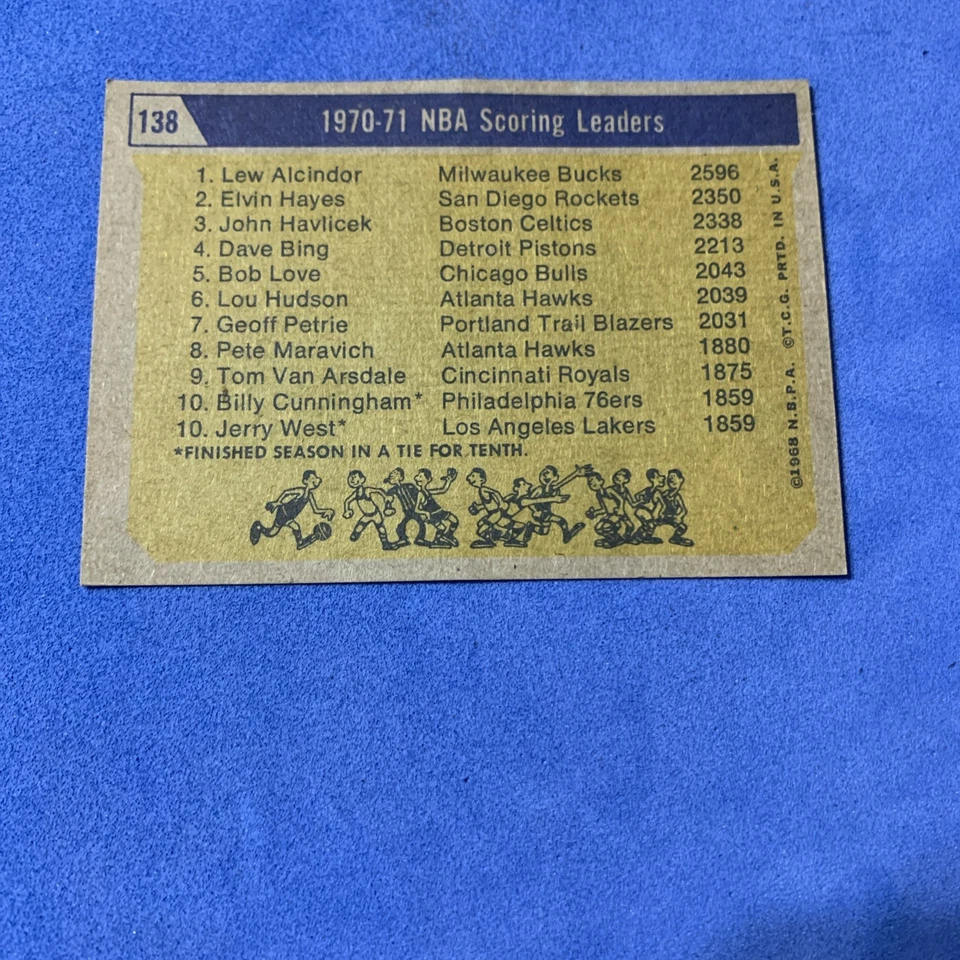 138 1970-71 NBA Scoring Leaders
1. Lew Alcindor Milwaukee Bucks 2596
2. Elvin Hayes San Diego Rockets 2350
3. John Havlicek Boston Celtics 2338
4. Dave Bing Detroit Pistons 2213
5. Bob Love Chicago Bulls 2043
6. Lou Hudson Atlanta Hawks 2039
7. Geoff Petrie Portland Trail Blazers 2031
8. Pete Maravich Atlanta Hawks 1880
9. Tom Van Arsdale Cincinnati Royals 1875
10. Billy Cunningham* Philadelphia 76ers 1859
10. Jerry West* Los Angeles Lakers 1859
*FINISHED SEASON IN A TIE FOR TENTH.
©1968 N.B.P.A. ©T.C.G. PRTD. IN U.S.A.